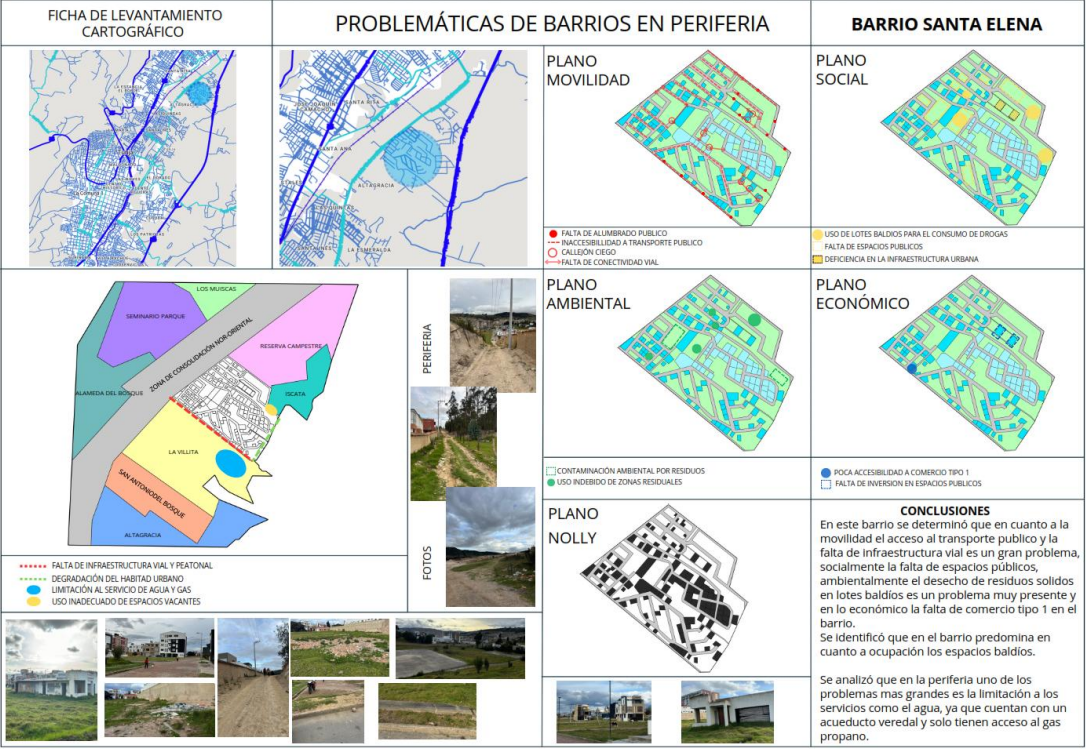 FICHA DE LEVANTAMIENTO
CARTOGRÁFICO
PROBLEMÁTICAS DE BARRIOS EN PERIFERIA
BARRIO SANTA ELENA
SANTA RITA
SANTA ANA
ALTAGRACIA
LA ESMERALDA
PLANO
MOVILIDAD
FALTA DE ALUMBRADO PUBLICO
INACCESIBILIDAD A TRANSPORTE PUBLICO
CALLEJÓN CIEGO
FALTA DE CONECTIVIDAD VIAL
PLANO
SOCIAL
USO DE LOTES BALDIOS PARA EL CONSUMO DE DROGAS
FALTA DE ESPACIOS PUBLICOS
DEFICIENCIA EN LA INFRAESTRUCTURA URBANA
LOS MUISCAS
SEMINARIO PARQUE
ZONA DE CONSOLIDACIÓN NOR-ORIENTAL
RESERVA CAMPESTRE
ALAMEDA DEL BOSQUE
ISCATA
LA VILLITA
SAN ANTONIODEL BOSQUE
ALTAGRACIA
FALTA DE INFRAESTRUCTURA VIAL Y PEATONAL
DEGRADACIÓN DEL HABITAD URBANO
LIMITACIÓN AL SERVICIO DE AGUA Y GAS
USO INADECUADO DE ESPACIOS VACANTES
PERIFERIA
FOTOS
PLANO
AMBIENTAL
CONTAMINACIÓN AMBIENTAL POR RESIDUOS
USO INDEBIDO DE ZONAS RESIDUALES
PLANO
ECONÓMICO
POCA ACCESIBILIDAD A COMERCIO TIPO 1
FALTA DE INVERSION EN ESPACIOS PUBLICOS
PLANO
NOLLY
CONCLUSIONES
En este barrio se determinó que en cuanto a la
movilidad el acceso al transporte publico y la
falta de infraestructura vial es un gran problema,
socialmente la falta de espacios públicos,
ambientalmente el desecho de residuos solidos
en lotes baldíos es un problema muy presente y
en lo económico la falta de comercio tipo 1 en el
barrio.
Se identificó que en el barrio predomina en
cuanto a ocupación los espacios baldíos.
Se analizó que en la periferia uno de los
problemas mas grandes es la limitación a los
servicios como el agua, ya que cuentan con un
acueducto veredal y solo tienen acceso al gas
propano.